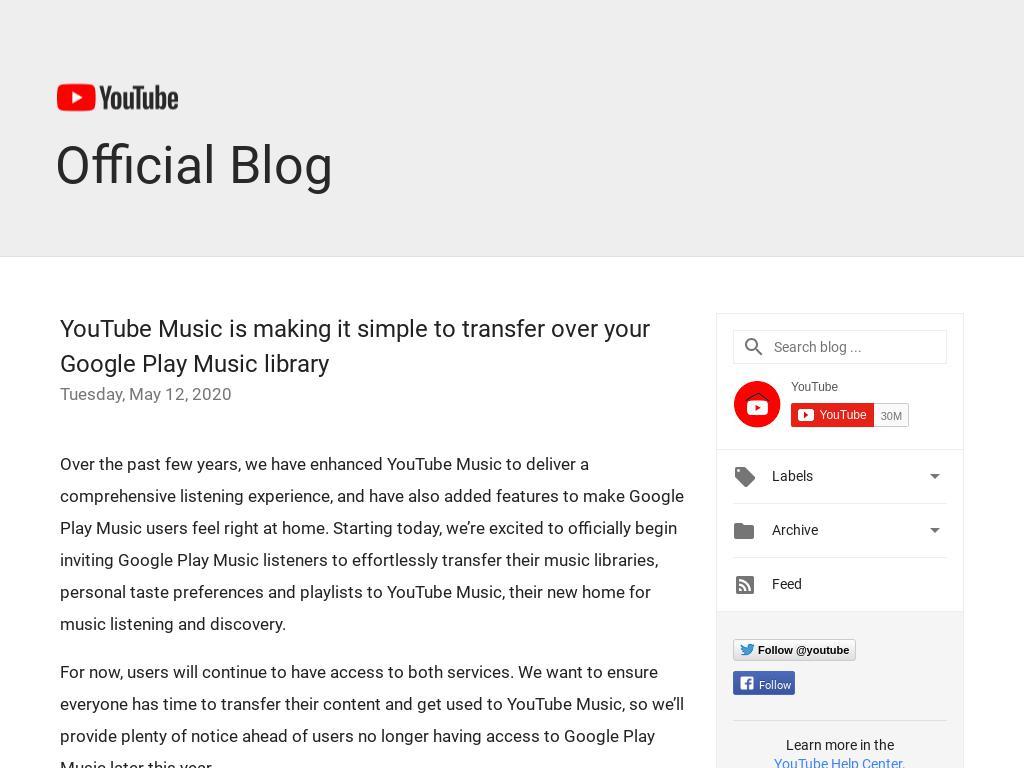 YouTube
Official Blog
YouTube Music is making it simple to transfer over your
Google Play Music library
Tuesday, May 12, 2020
Over the past few years, we have enhanced YouTube Music to deliver a
comprehensive listening experience, and have also added features to make Google
Play Music users feel right at home. Starting today, we’re excited to officially begin
inviting Google Play Music listeners to effortlessly transfer their music libraries,
personal taste preferences and playlists to YouTube Music, their new home for
music listening and discovery.
For now, users will continue to have access to both services. We want to ensure
everyone has time to transfer their content and get used to YouTube Music, so we’ll
provide plenty of notice ahead of users no longer having access to Google Play
Music later this year.
Search blog ...
YouTube
YouTube 30M
Labels
Archive
Feed
Follow @youtube
Follow
Learn more in the
YouTube Help Center.